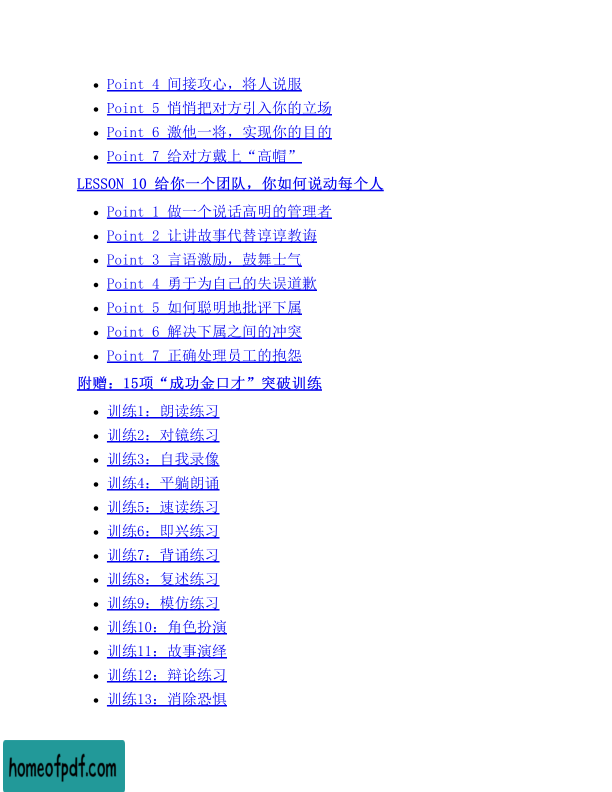 Point 4 间接攻心，将人说服
Point 5 悄悄把对方引入你的立场
Point 6 激他一将，实现你的目的
Point 7 给对方戴上“高帽”
LESSON 10 给你一个团队，你如何说动每个人
Point 1 做一个说话高明的管理者
Point 2 让讲故事代替谆谆教诲
Point 3 言语激励，鼓舞士气
Point 4 勇于为自己的失误道歉
Point 5 如何聪明地批评下属
Point 6 解决下属之间的冲突
Point 7 正确处理员工的抱怨
附赠：15项“成功金口才”突破训练
训练1：朗读练习
训练2：对镜练习
训练3：自我录像
训练4：平躺朗诵
训练5：速读练习
训练6：即兴练习
训练7：背诵练习
训练8：复述练习
训练9：模仿练习
训练10：角色扮演
训练11：故事演绎
训练12：辩论练习
训练13：消除恐惧
homeofpdf.com